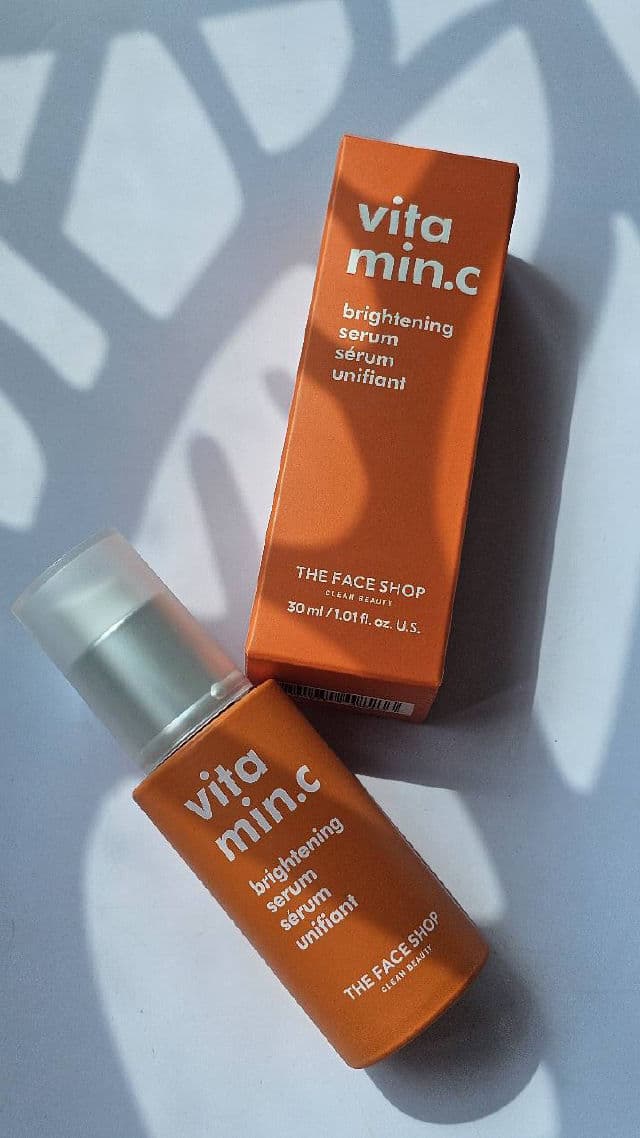 vita
min.c
brightening
serum
sérum
unifiant
THE FACE SHOP
CLEAN BEAUTY
30 ml / 1.01 fl. oz. U.S.
vita
min.c
brightening
serum
sérum
unifiant
THE FACE SHOP
CLEAN BEAUTY